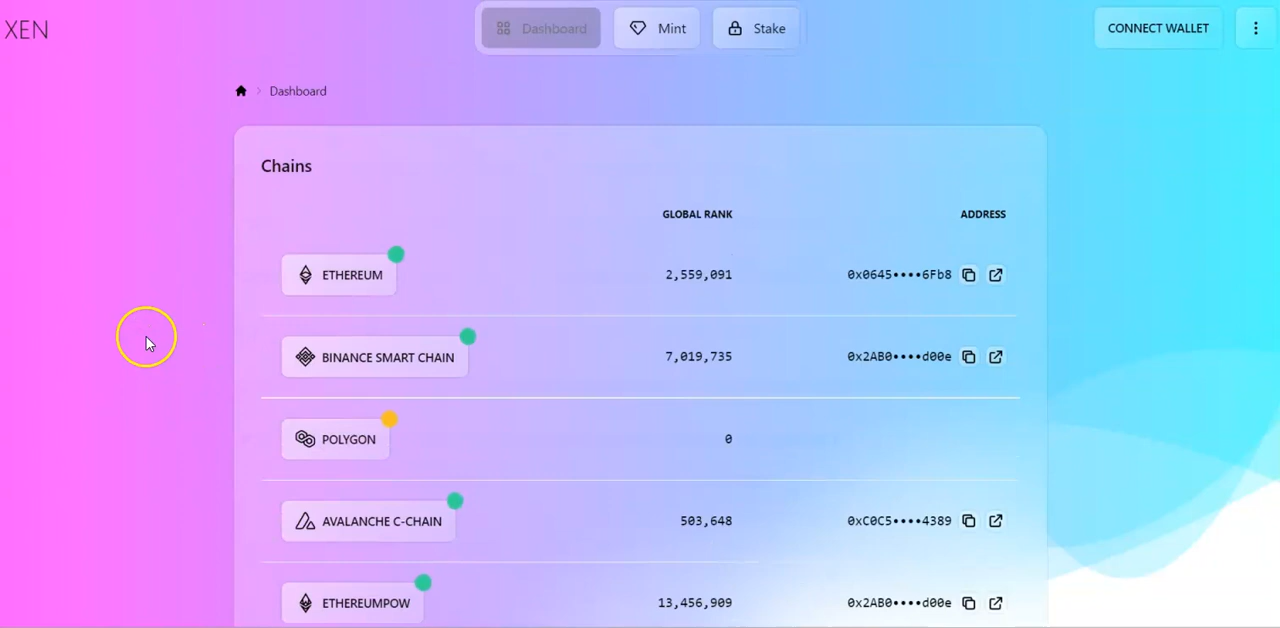 XEN
Dashboard Mint Stake CONNECT WALLET
Dashboard
Chains
GLOBAL RANK ADDRESS
ETHEREUM 2,559,091 0x0645••••6Fb8
BINANCE SMART CHAIN 7,019,735 0x2AB0••••d00e
POLYGON 0
AVALANCHE C-CHAIN 503,648 0xC0C5••••4389
ETHEREUMPOW 13,456,909 0x2AB0••••d00e